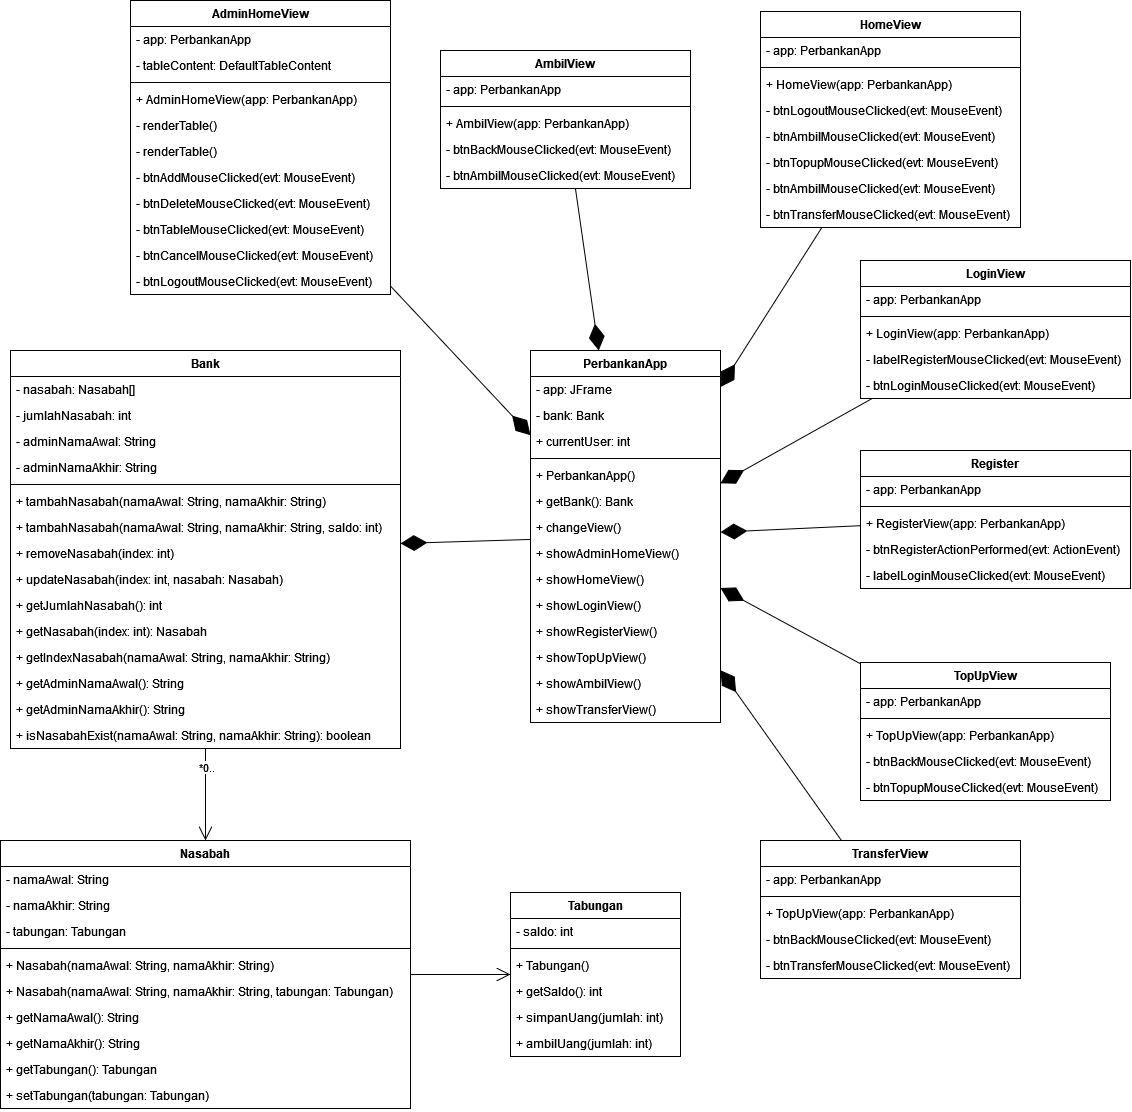 AdminHomeView
- app: PerbankanApp
- tableContent: DefaultTableContent
+ AdminHomeView(app: PerbankanApp)
- renderTable()
- renderTable()
- btnAddMouseClicked(evt: MouseEvent)
- btnDeleteMouseClicked(evt: MouseEvent)
- btnTableMouseClicked(evt: MouseEvent)
- btnCancelMouseClicked(evt: MouseEvent)
- btnLogoutMouseClicked(evt: MouseEvent)
AmbilView
- app: PerbankanApp
+ AmbilView(app: PerbankanApp)
- btnBackMouseClicked(evt: MouseEvent)
- btnAmbilMouseClicked(evt: MouseEvent)
HomeView
- app: PerbankanApp
+ HomeView(app: PerbankanApp)
- btnLogoutMouseClicked(evt: MouseEvent)
- btnAmbilMouseClicked(evt: MouseEvent)
- btnTopupMouseClicked(evt: MouseEvent)
- btnAmbilMouseClicked(evt: MouseEvent)
- btnTransferMouseClicked(evt: MouseEvent)
LoginView
- app: PerbankanApp
+ LoginView(app: PerbankanApp)
- labelRegisterMouseClicked(evt: MouseEvent)
- btnLoginMouseClicked(evt: MouseEvent)
Bank
- nasabah: Nasabah[]
- jumlahNasabah: int
- adminNamaAwal: String
- adminNamaAkhir: String
+ tambahNasabah(namaAwal: String, namaAkhir: String)
+ tambahNasabah(namaAwal: String, namaAkhir: String, saldo: int)
+ removeNasabah(index: int)
+ updateNasabah(index: int, nasabah: Nasabah)
+ getJumlahNasabah(): int
+ getNasabah(index: int): Nasabah
+ getIndexNasabah(namaAwal: String, namaAkhir: String)
+ getAdminNamaAwal(): String
+ getAdminNamaAkhir(): String
+ isNasabahExist(namaAwal: String, namaAkhir: String): boolean
PerbankanApp
- app: JFrame
- bank: Bank
+ currentUser: int
+ PerbankanApp()
+ getBank(): Bank
+ changeView()
+ showAdminHomeView()
+ showHomeView()
+ showLoginView()
+ showRegisterView()
+ showTopUpView()
+ showAmbilView()
+ showTransferView()
Register
- app: PerbankanApp
+ RegisterView(app: PerbankanApp)
- btnRegisterActionPerformed(evt: ActionEvent)
- labelLoginMouseClicked(evt: MouseEvent)
TopUpView
- app: PerbankanApp
+ TopUpView(app: PerbankanApp)
- btnBackMouseClicked(evt: MouseEvent)
- btnTopupMouseClicked(evt: MouseEvent)
*0..
Nasabah
- namaAwal: String
- namaAkhir: String
- tabungan: Tabungan
+ Nasabah(namaAwal: String, namaAkhir: String)
+ Nasabah(namaAwal: String, namaAkhir: String, tabungan: Tabungan)
+ getNamaAwal(): String
+ getNamaAkhir(): String
+ getTabungan(): Tabungan
+ setTabungan(tabungan: Tabungan)
Tabungan
- saldo: int
+ Tabungan()
+ getSaldo(): int
+ simpanUang(jumlah: int)
+ ambilUang(jumlah: int)
TransferView
- app: PerbankanApp
+ TopUpView(app: PerbankanApp)
- btnBackMouseClicked(evt: MouseEvent)
- btnTransferMouseClicked(evt: MouseEvent)